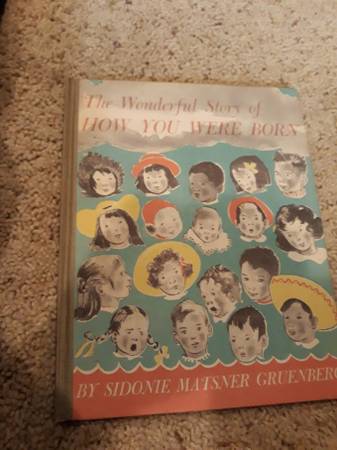 The Wonderful Story of
HOW YOU WERE BORN
BY SIDONIE MATSNER GRUENBERG